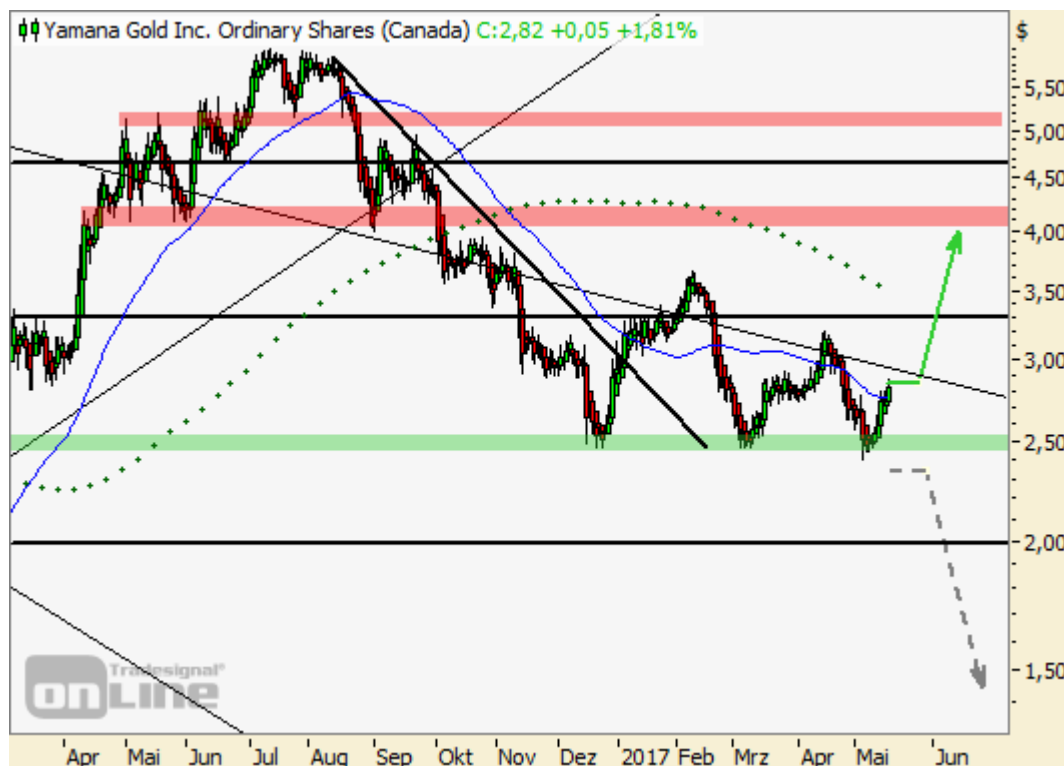 Yamana Gold Inc. Ordinary Shares (Canada) C:2,82 +0,05 +1,81% $
5,50
5,00
4,50
4,00
3,50
3,00
2,50
2,00
1,50
Tradesignal®
onLine
Apr Mai Jun Jul Aug Sep Okt Nov Dez 2017 Feb Mrz Apr Mai Jun